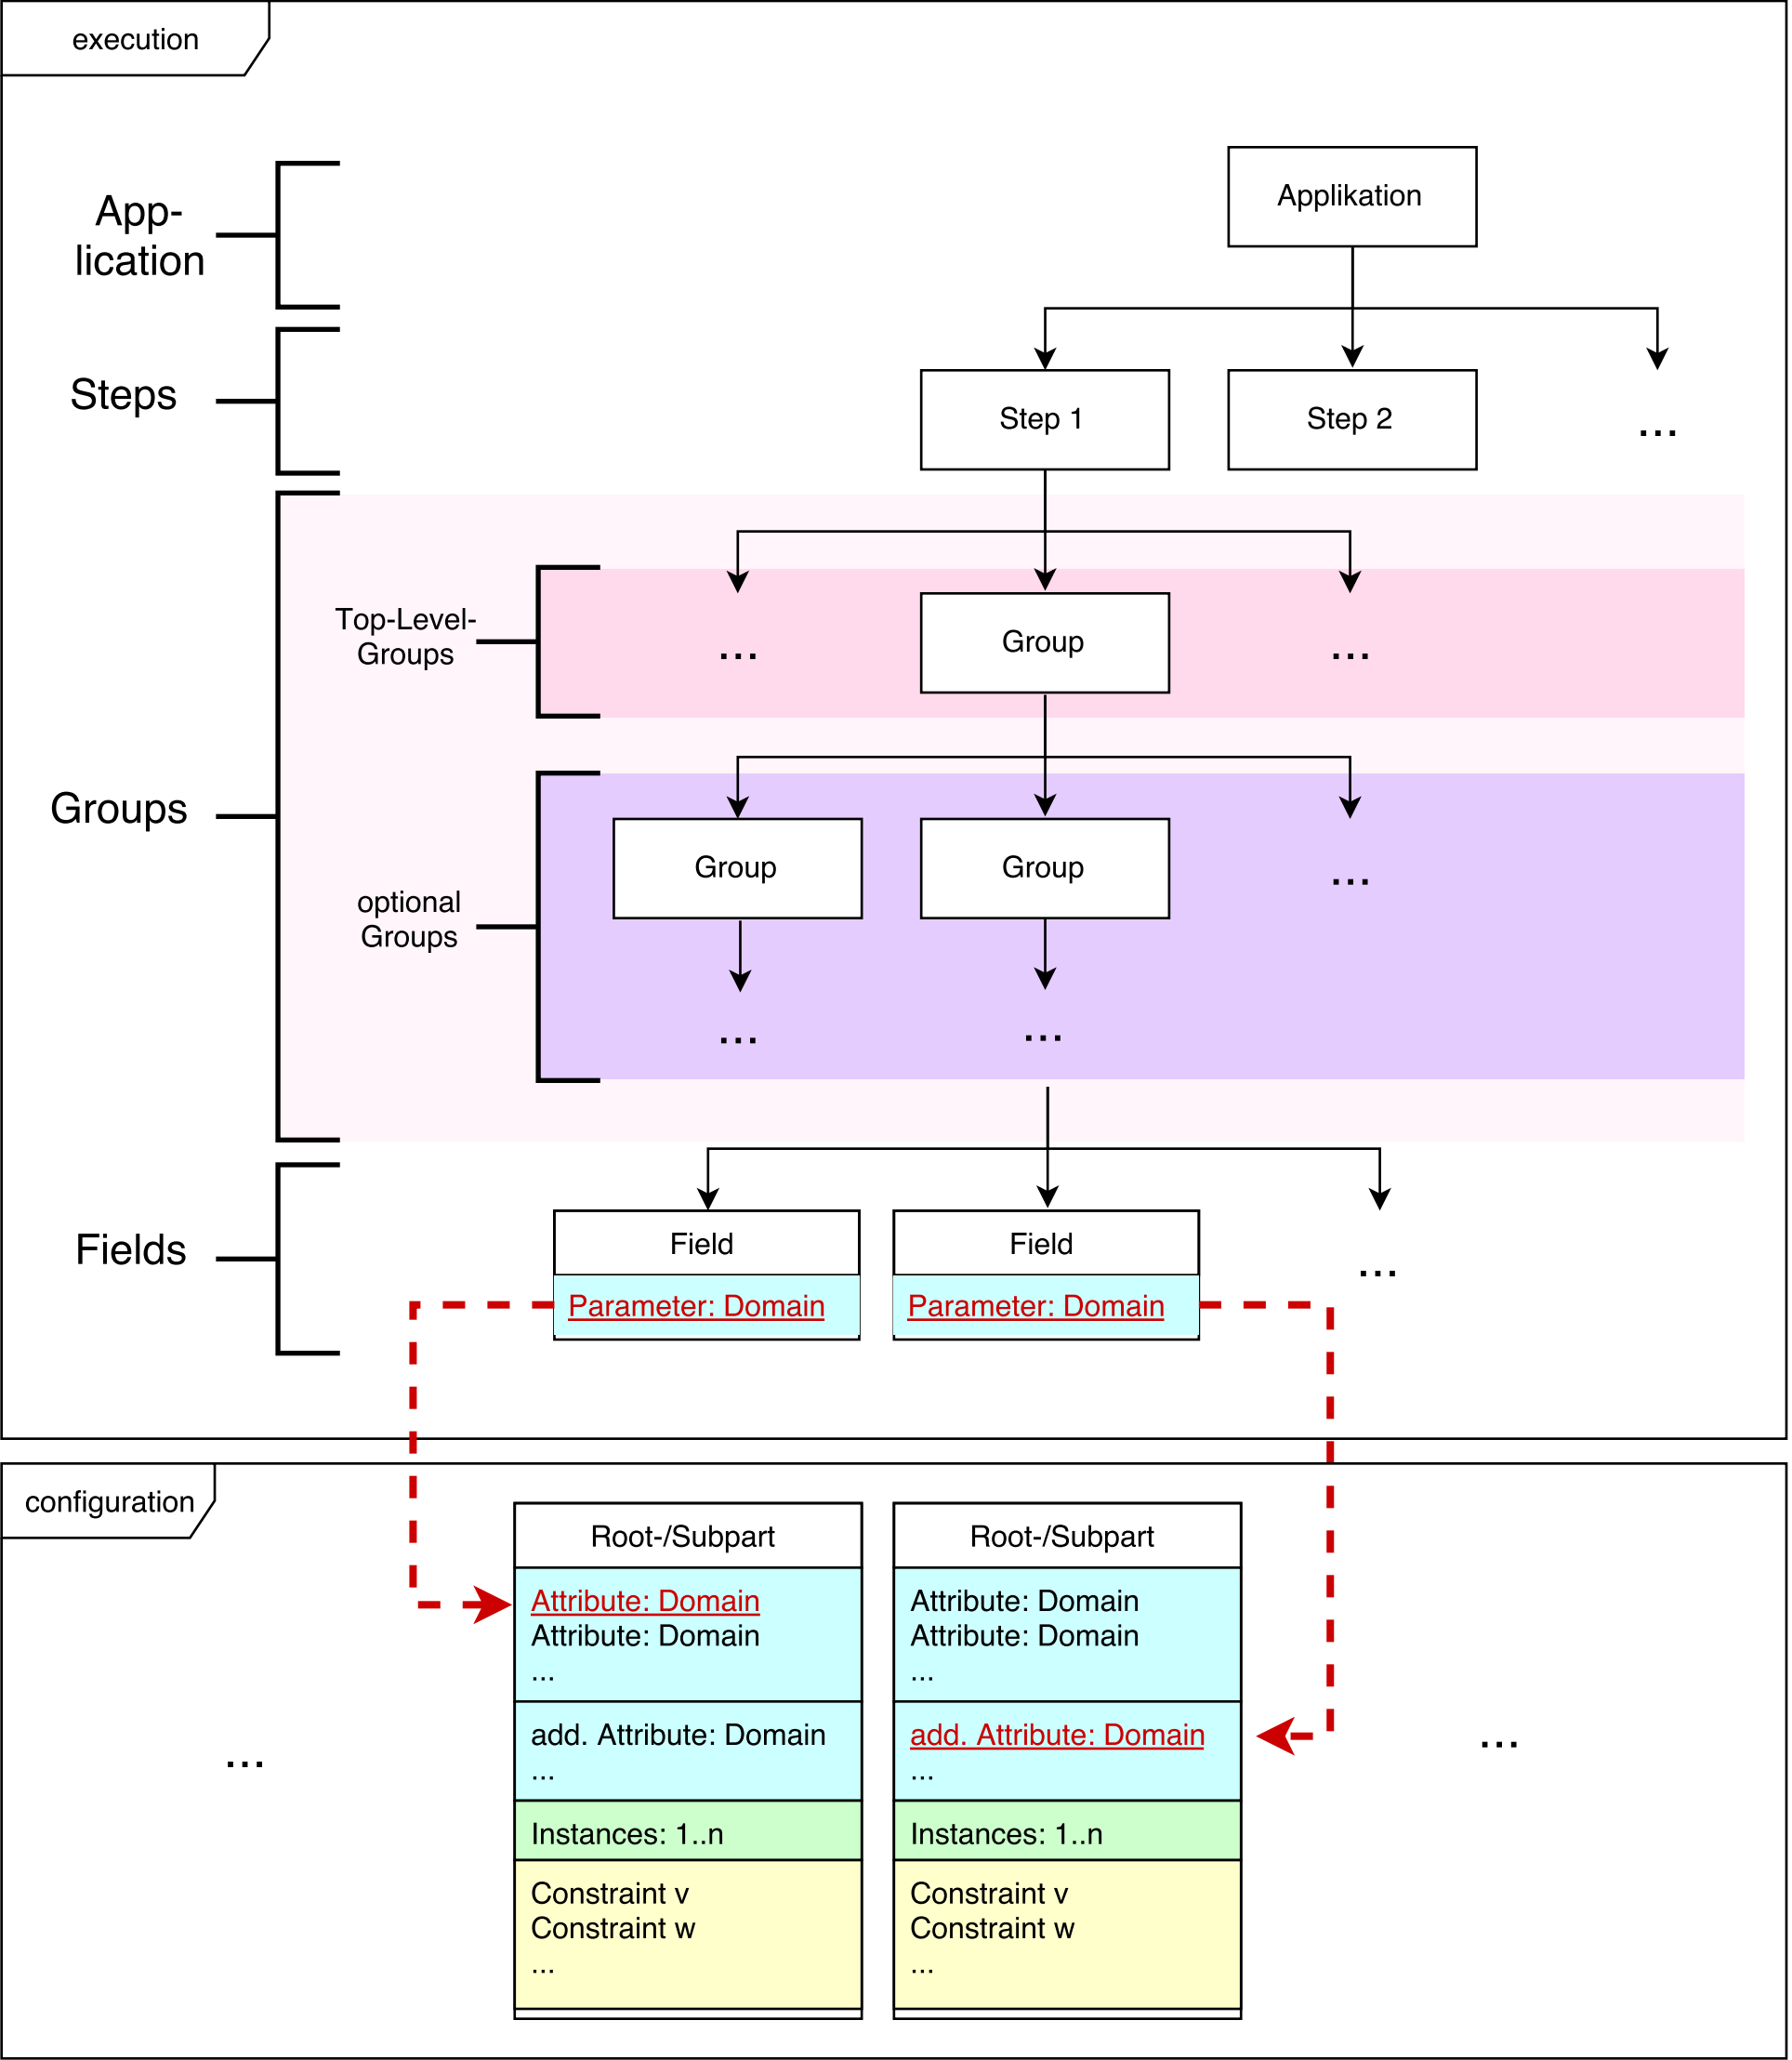 execution
App-
lication
Applikation
Steps
Step 1
Step 2
...
Groups
Top-Level-
Groups
...
Group
...
optional
Groups
Group
Group
...
...
...
Fields
Field
Parameter: Domain
Field
Parameter: Domain
...
configuration
...
Root-/Subpart
Attribute: Domain
Attribute: Domain
...
add. Attribute: Domain
...
Instances: 1..n
Constraint v
Constraint w
...
Root-/Subpart
Attribute: Domain
Attribute: Domain
...
add. Attribute: Domain
...
Instances: 1..n
Constraint v
Constraint w
...
...